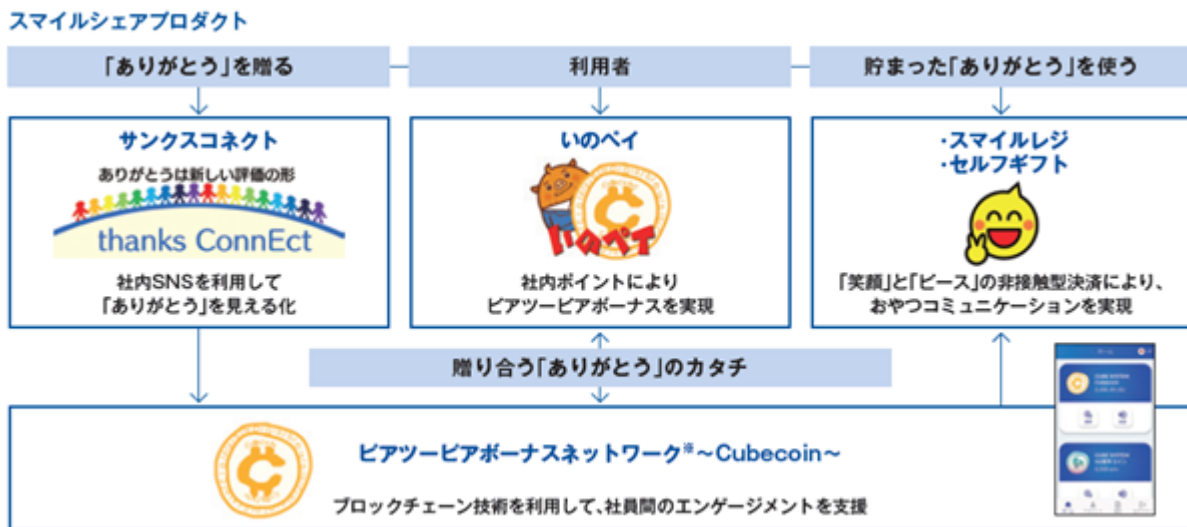 スマイルシェアプロダクト
「ありがとう」を贈る
利用者
貯まった「ありがとう」を使う
サンクスコネクト
ありがとうは新しい評価の形
thanks ConnEct
社内SNSを利用して
「ありがとう」を見える化
いのペイ
いのペイ
社内ポイントにより
ピアツーピアボーナスを実現
・スマイルレジ
・セルフギフト
「笑顔」と「ピース」の非接触型決済により、
おやつコミュニケーションを実現
贈り合う「ありがとう」のカタチ
ピアツーピアボーナスネットワーク※～Cubecoin～
ブロックチェーン技術を利用して、社員間のエンゲージメントを支援
ホーム
CUBE SYSTEM
CUBE SYSTEM